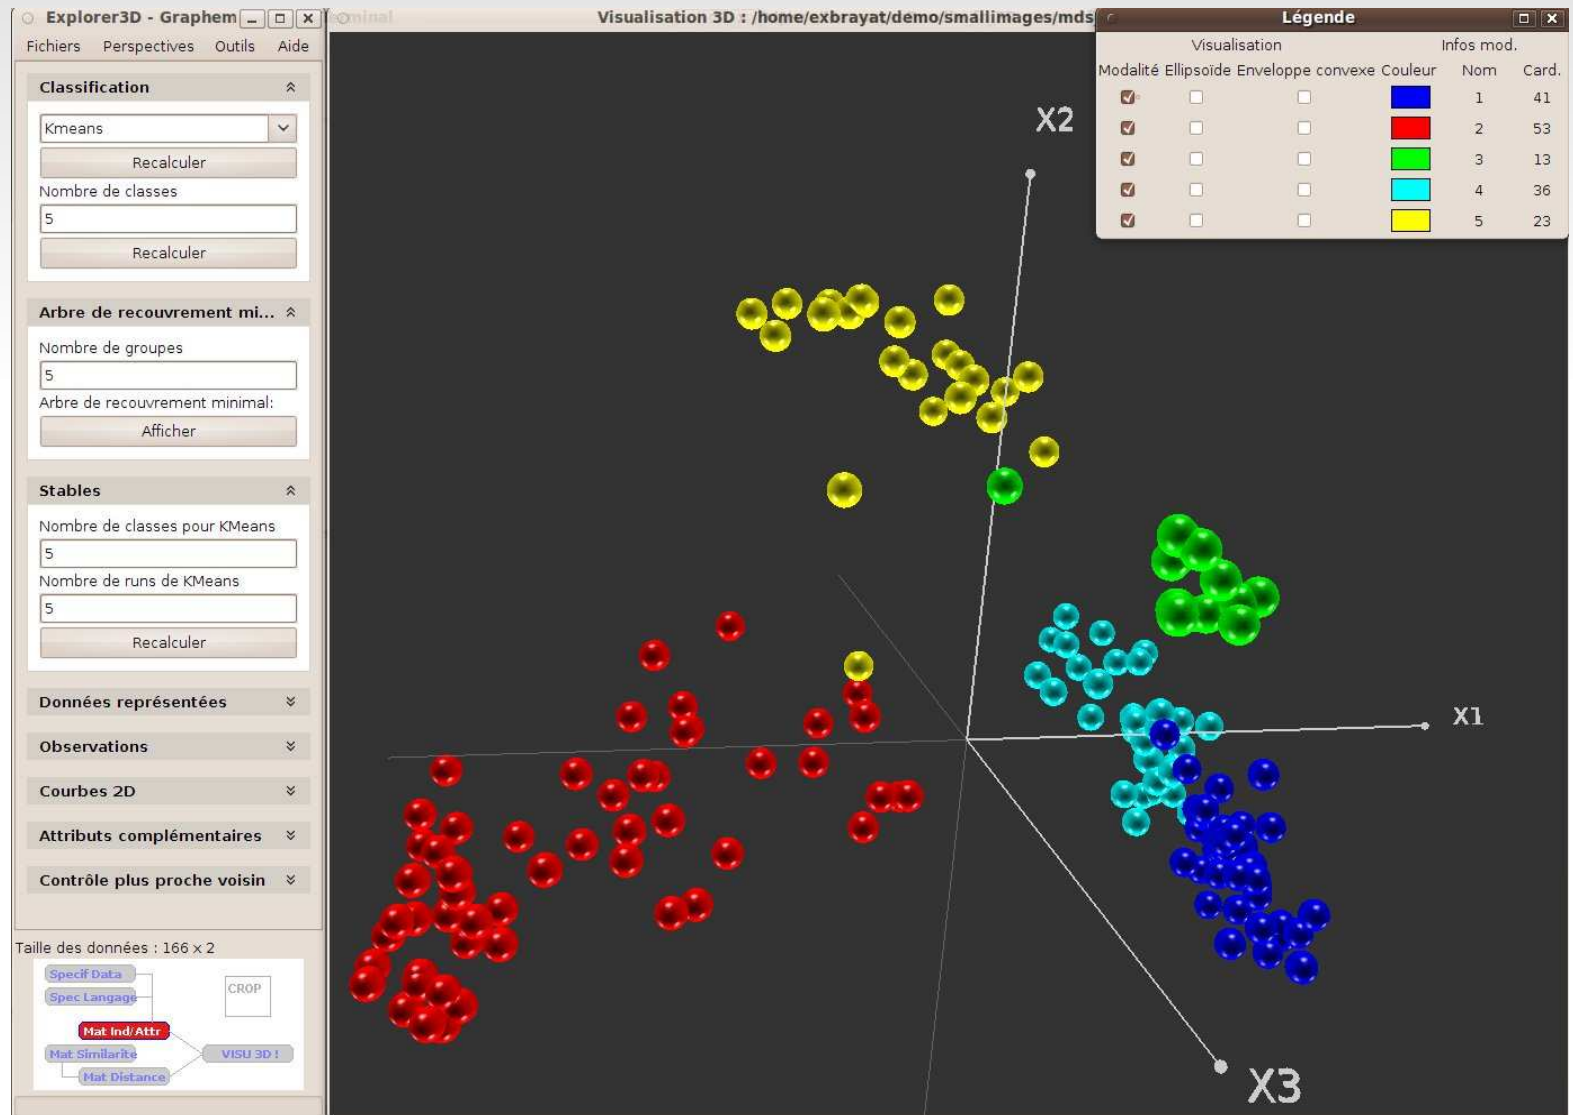 Explorer3D - Graphem
Fichiers Perspectives Outils Aide
Classification
Kmeans
Recalculer
Nombre de classes
5
Recalculer
Arbre de recouvrement mi...
Nombre de groupes
5
Arbre de recouvrement minimal:
Afficher
Stables
Nombre de classes pour KMeans
5
Nombre de runs de KMeans
5
Recalculer
Données représentées
Observations
Courbes 2D
Attributs complémentaires
Contrôle plus proche voisin
Taille des données : 166 x 2
Specif Data
CROP
Spec Langage
Mat Ind/Attr
Mat Similarite
VISU 3D !
Mat Distance
Visualisation 3D : /home/exbrayat/demo/smallimages/mds
X2
X1
X3
Légende
Visualisation Infos mod.
Modalité Ellipsoïde Enveloppe convexe Couleur Nom Card.
1 41
2 53
3 13
4 36
5 23